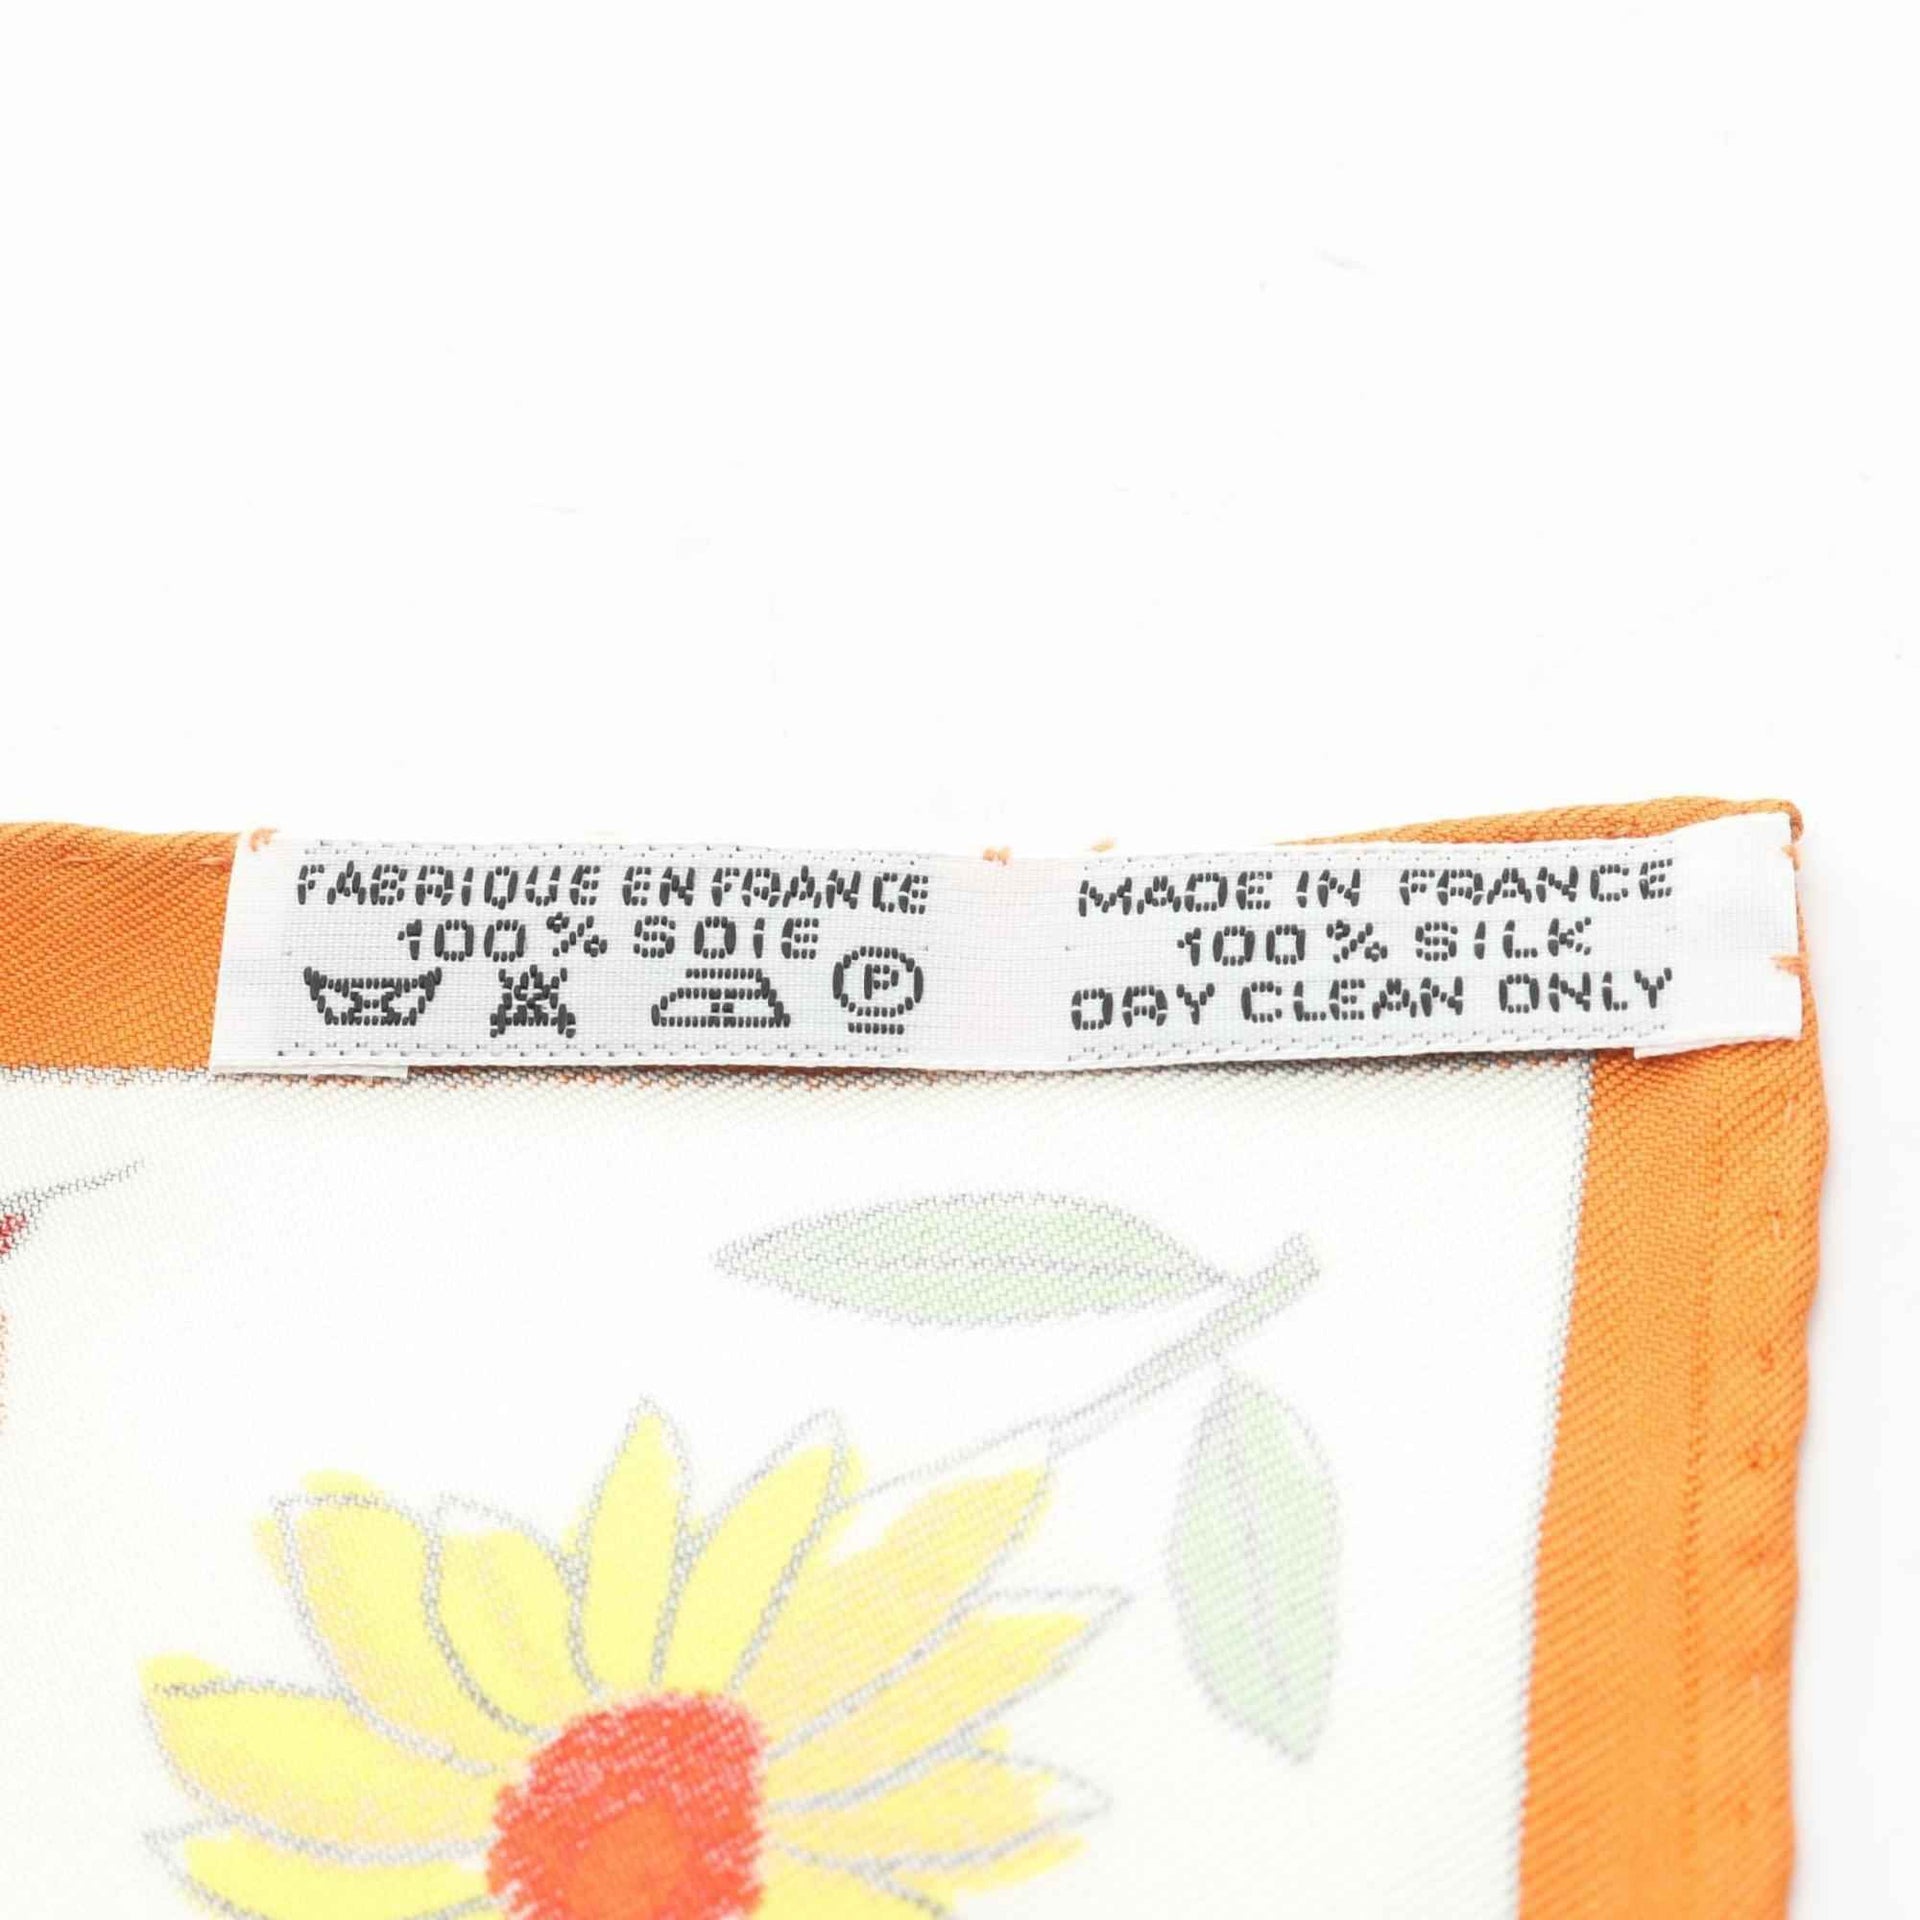 FABRIQUE EN FRANCE
100% SOIE
P
MADE IN FRANCE
100% SILK
DRY CLEAN ONLY